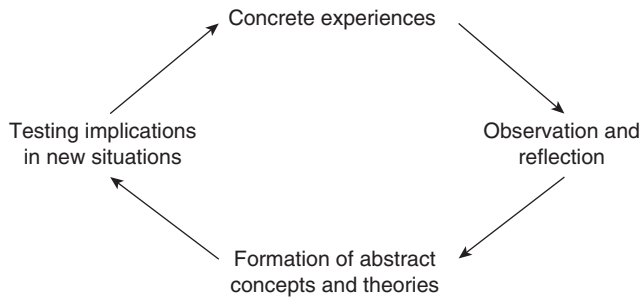 Concrete experiences
Testing implications
in new situations
Observation and
reflection
Formation of abstract
concepts and theories